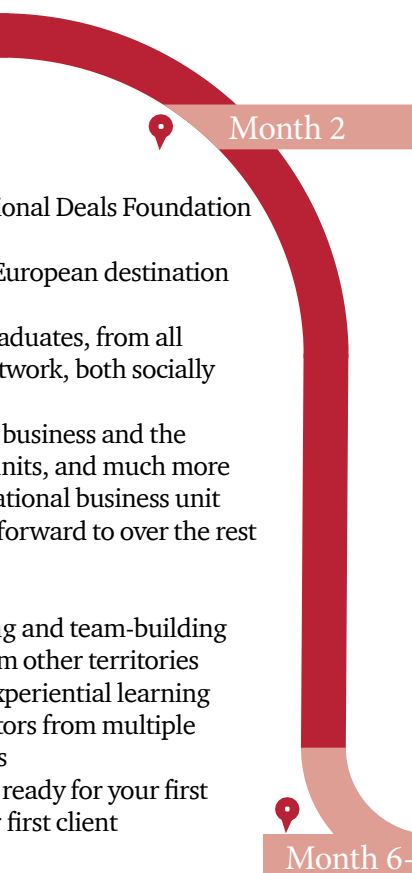 Month 2
ional Deals Foundation
European destination
aduates, from all
twork, both socially
business and the
nits, and much more
ational business unit
forward to over the rest
g and team-building
m other territories
xperiential learning
tors from multiple
s
ready for your first
first client
Month 6-